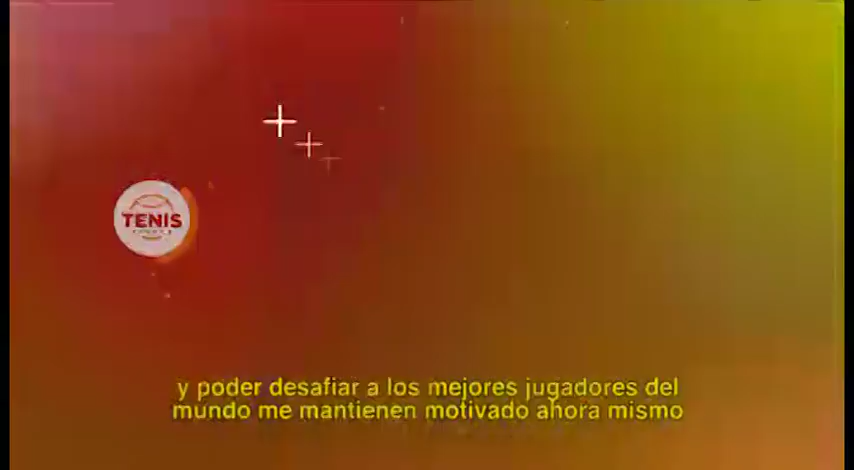 TENIS
y poder desafiar a los mejores jugadores del
mundo me mantienen motivado ahora mismo